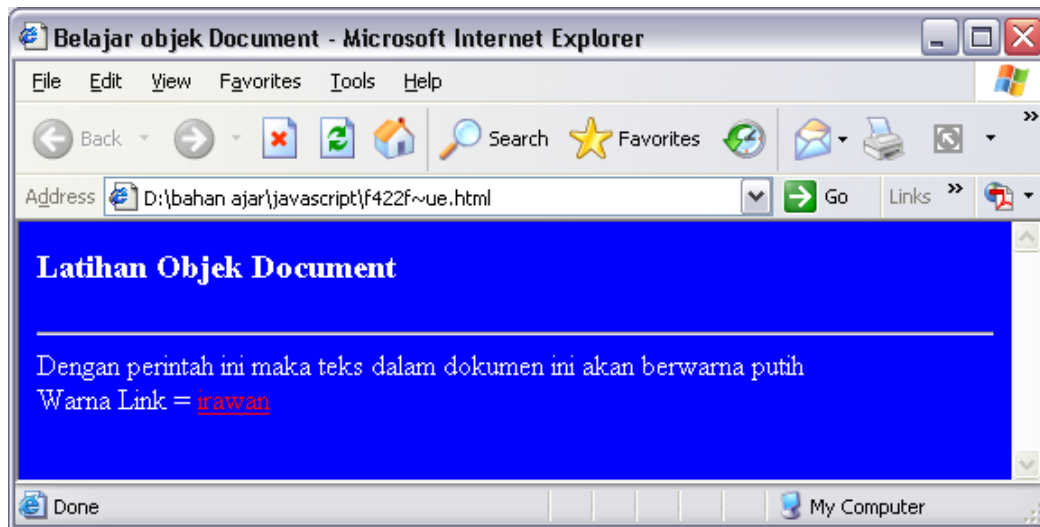 Belajar objek Document - Microsoft Internet Explorer
File Edit View Favorites Tools Help
Back Search Favorites »
Address D:\bahan ajar\javascript\f422f~ue.html Go Links »
Latihan Objek Document
Dengan perintah ini maka teks dalam dokumen ini akan berwarna putih
Warna Link = irawan
Done My Computer